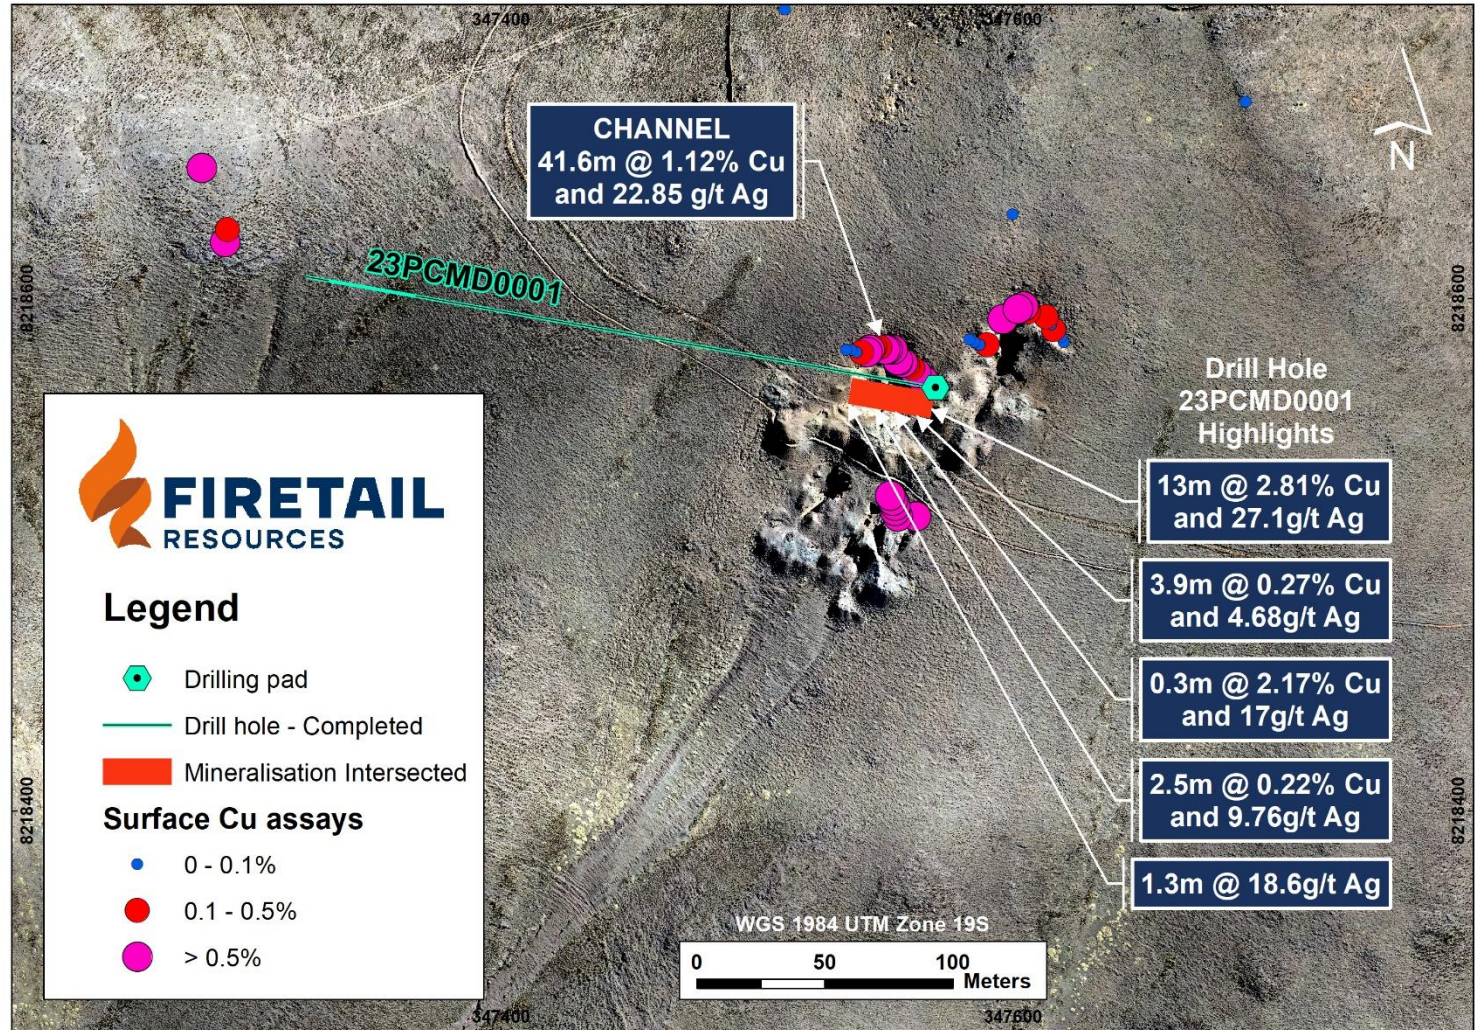 347400
347600
CHANNEL
41.6m @ 1.12% Cu
and 22.85 g/t Ag
N
23PCMD0001
8218600
8218600
Drill Hole
23PCMD0001
Highlights
13m @ 2.81% Cu
and 27.1g/t Ag
3.9m @ 0.27% Cu
and 4.68g/t Ag
0.3m @ 2.17% Cu
and 17g/t Ag
2.5m @ 0.22% Cu
and 9.76g/t Ag
1.3m @ 18.6g/t Ag
FIRETAIL
RESOURCES
Legend
Drilling pad
Drill hole - Completed
Mineralisation Intersected
Surface Cu assays
0 - 0.1%
0.1 - 0.5%
> 0.5%
8218400
8218400
WGS 1984 UTM Zone 19S
0 50 100
Meters
347400
347600